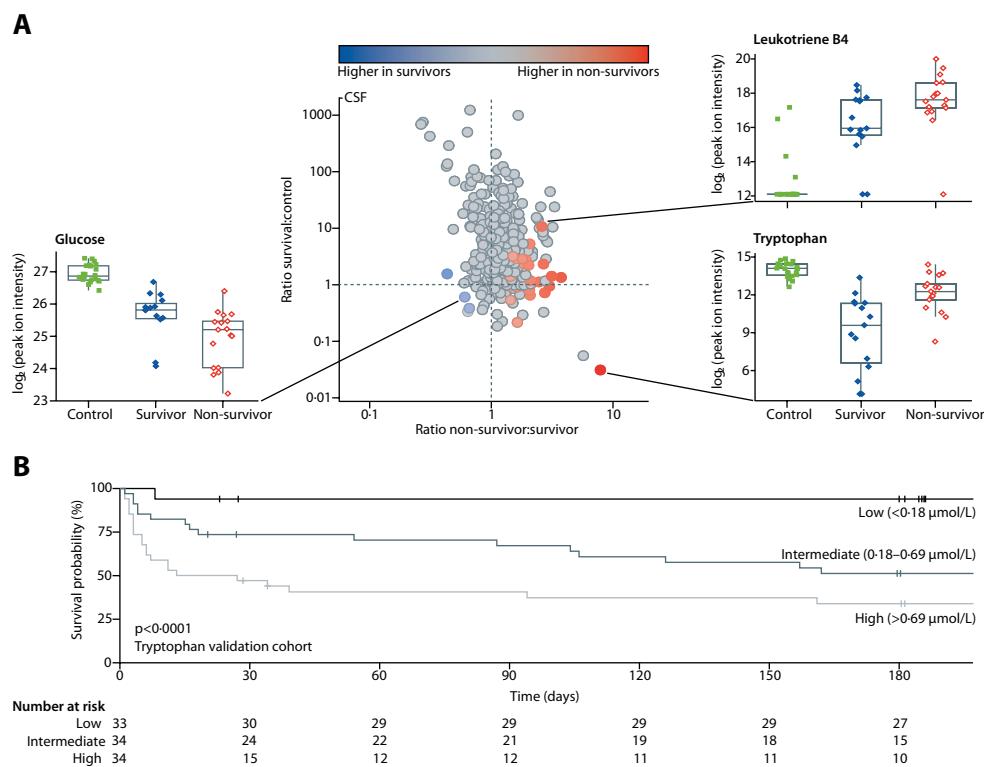 A
Higher in survivors
Higher in non-survivors
CSF
1000
100
10
1
0·1
0·01
Ratio survival:control
0·1
1
10
Ratio non-survivor:survivor
Glucose
27
26
25
24
23
log₂ (peak ion intensity)
Control
Survivor
Non-survivor
Leukotriene B4
20
18
16
14
12
log₂ (peak ion intensity)
Tryptophan
15
12
9
6
log₂ (peak ion intensity)
Control
Survivor
Non-survivor
B
100
75
50
25
0
Survival probability (%)
Low (<0·18 μmol/L)
Intermediate (0·18–0·69 μmol/L)
High (>0·69 μmol/L)
p<0·0001
Tryptophan validation cohort
0 30 60 90 120 150 180
Time (days)
Number at risk
Low 33 30 29 29 29 29 27
Intermediate 34 24 22 21 19 18 15
High 34 15 12 12 11 11 10